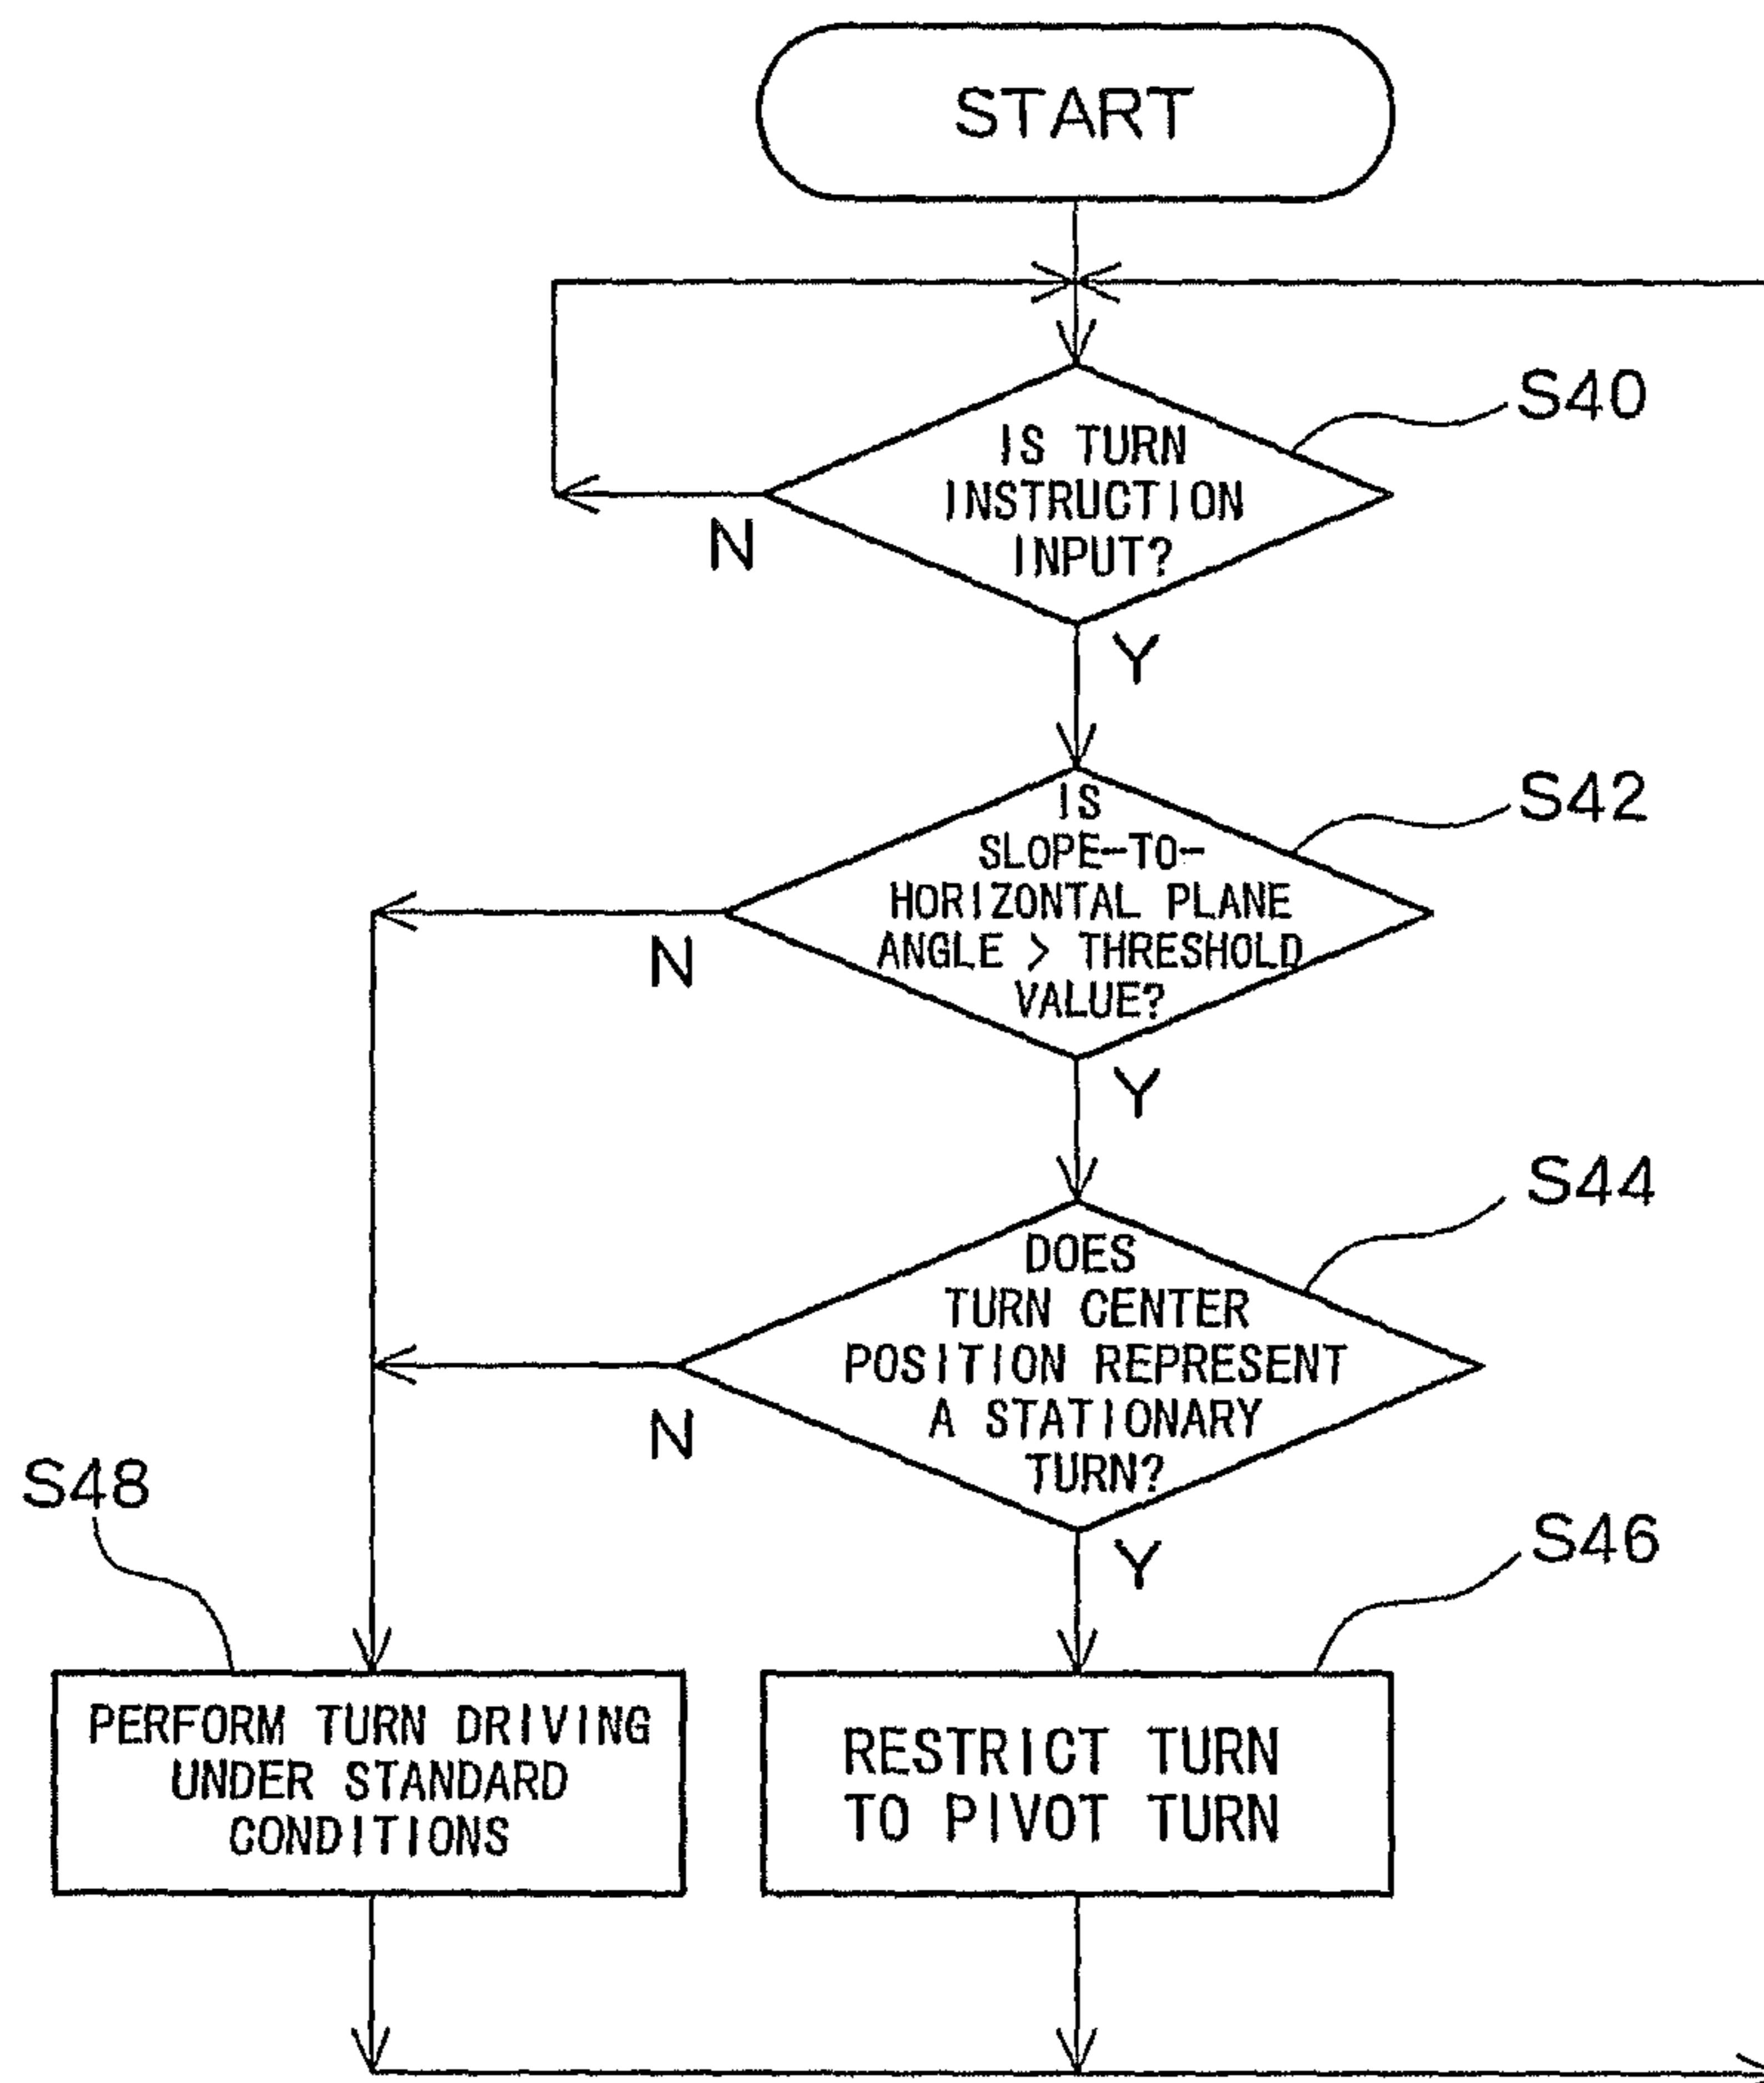 START
S40
IS TURN
INSTRUCTION
INPUT?
N
Y
S42
IS
SLOPE-TO-
HORIZONTAL PLANE
ANGLE > THRESHOLD
VALUE?
N
Y
S44
DOES
TURN CENTER
POSITION REPRESENT
A STATIONARY
TURN?
N
Y
S48
S46
PERFORM TURN DRIVING
UNDER STANDARD
CONDITIONS
RESTRICT TURN
TO PIVOT TURN